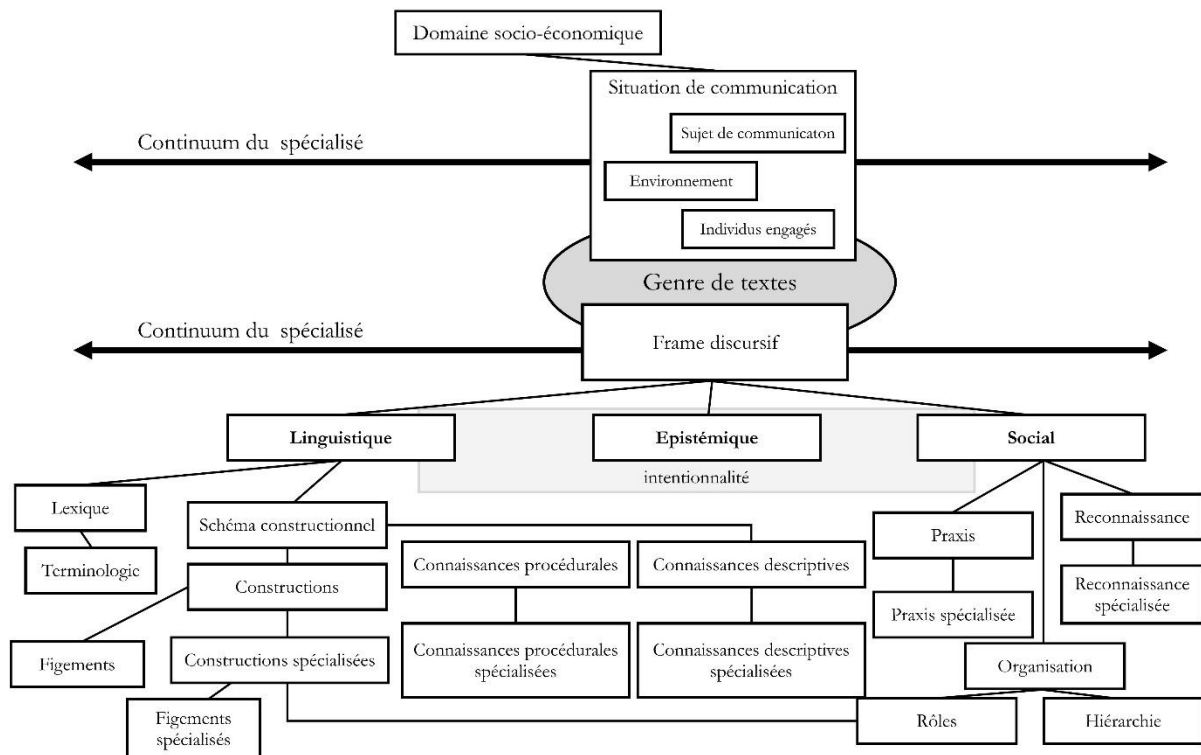 Domaine socio-économique
Situation de communication
Sujet de communicaton
Continuum du spécialisé
Environnement
Individus engagés
Genre de textes
Continuum du spécialisé
Frame discursif
Linguistique
Epistémique
Social
intentionnalité
Lexique
Schéma constructionnel
Praxis
Reconnaissance
Terminologie
Constructions
Connaissances procédurales
Connaissances descriptives
Praxis spécialisée
Reconnaissance
spécialisée
Figements
Constructions spécialisées
Connaissances procédurales
spécialisées
Connaissances descriptives
spécialisées
Organisation
Figements
spécialisés
Rôles
Hiérarchie